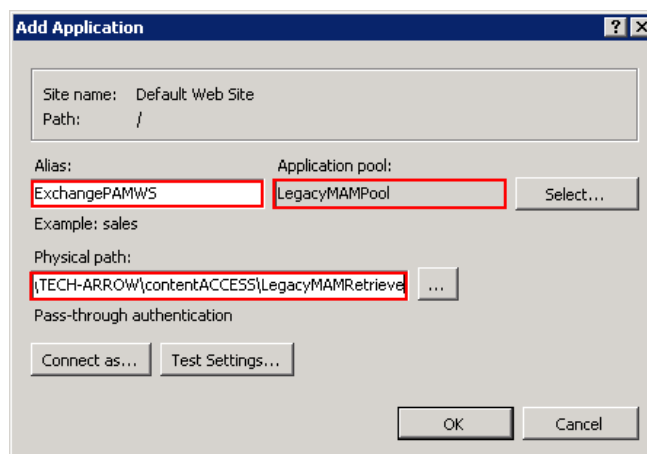 Add Application
Site name: Default Web Site
Path: /
Alias: Application pool:
ExchangePAMWS LegacyMAMPool Select...
Example: sales
Physical path:
\TECH-ARROW\contentACCESS\LegacyMAMRetrieve ...
Pass-through authentication
Connect as... Test Settings...
OK Cancel